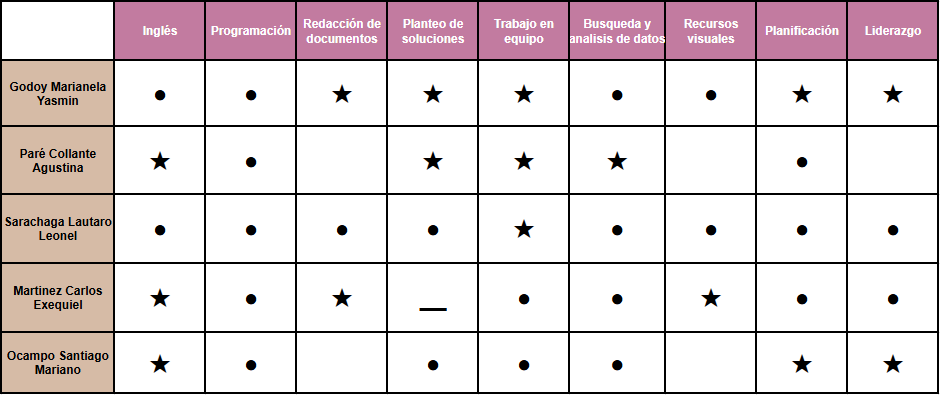 Inglés
Programación
Redacción de
documentos
Planteo de
soluciones
Trabajo en
equipo
Busqueda y
analisis de datos
Recursos
visuales
Planificación
Liderazgo
Godoy Marianela
Yasmin
● ● ★ ★ ★ ● ● ★ ★
Paré Collante
Agustina
★ ● ★ ★ ★ ●
Sarachaga Lautaro
Leonel
● ● ● ● ★ ● ● ● ●
Martinez Carlos
Exequiel
★ ● ★ __ ● ● ★ ● ●
Ocampo Santiago
Mariano
★ ● ● ● ● ★ ★